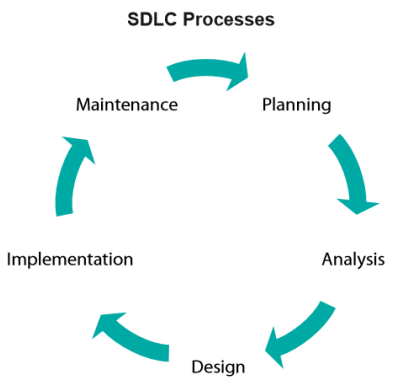 SDLC Processes
Maintenance
Planning
Implementation
Analysis
Design